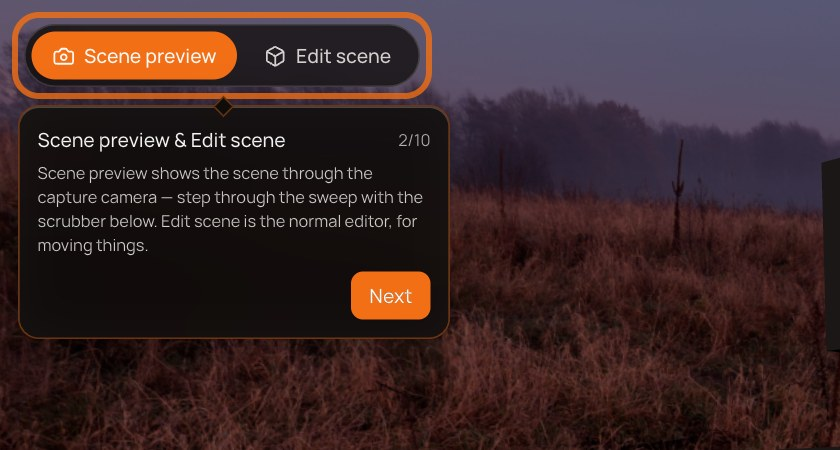 Scene preview
Edit scene
Scene preview & Edit scene
2/10
Scene preview shows the scene through the
capture camera — step through the sweep with the
scrubber below. Edit scene is the normal editor, for
moving things.
Next